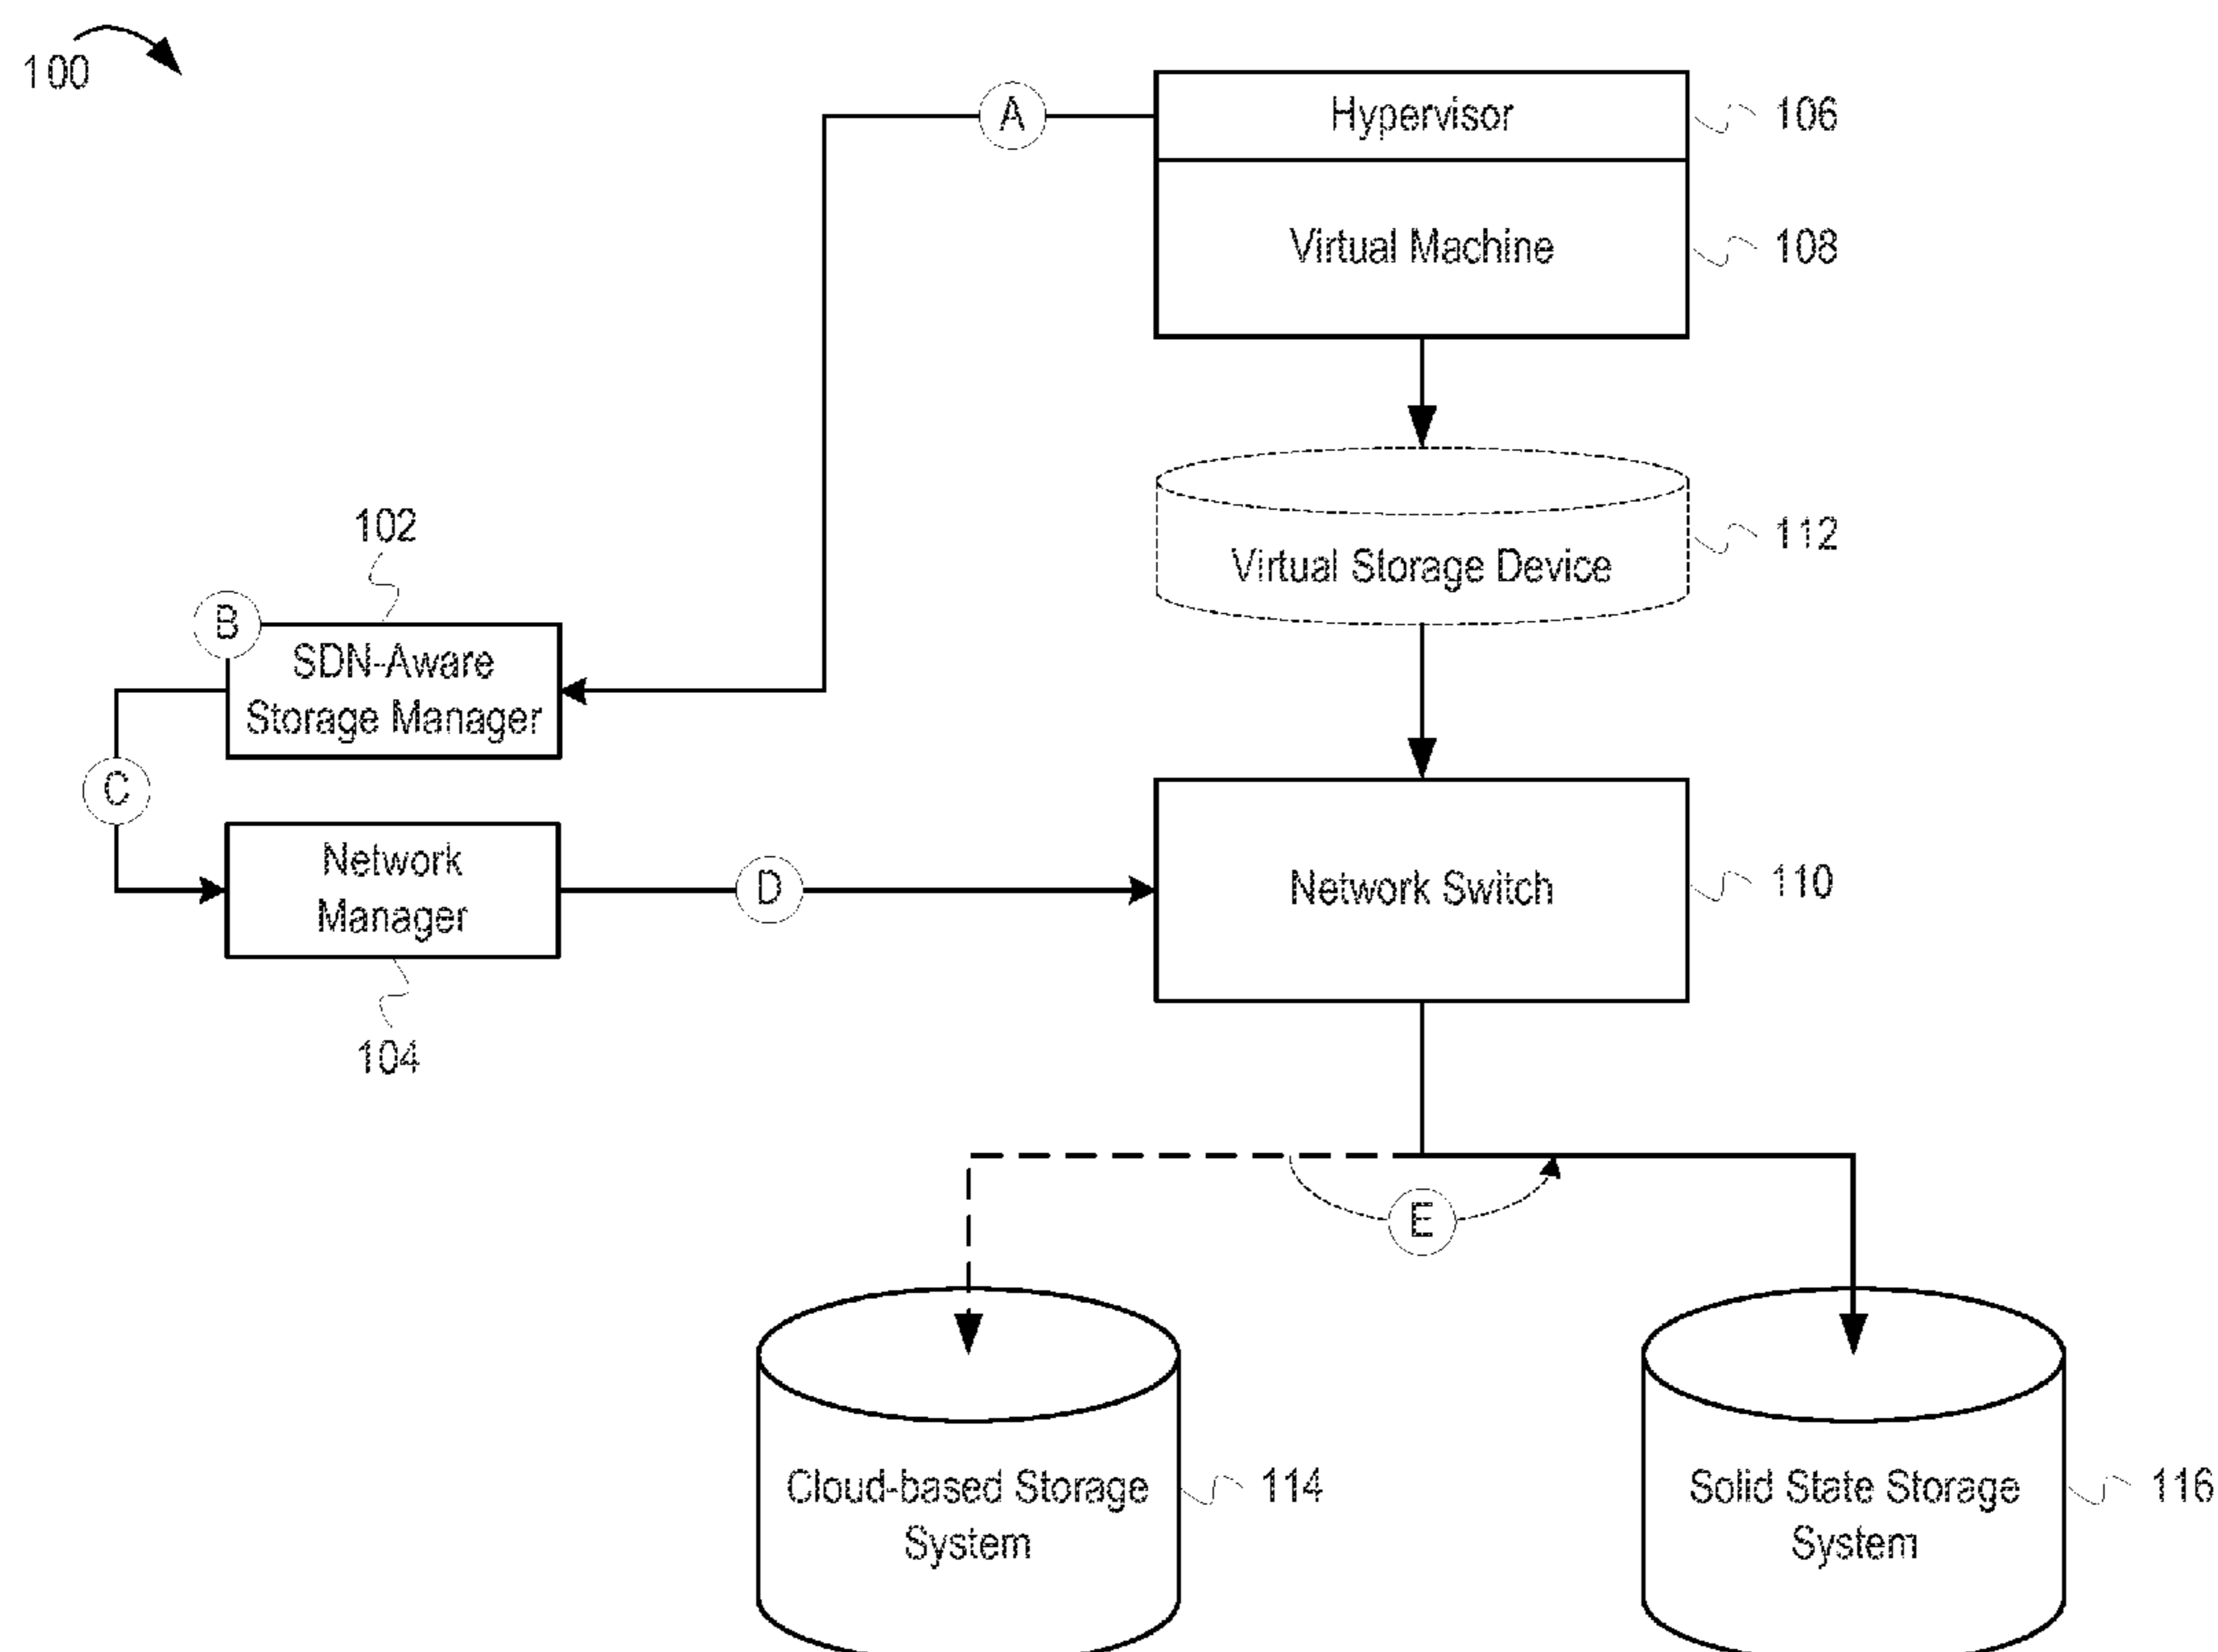 100
A
Hypervisor
106
Virtual Machine
108
102
Virtual Storage Device
112
B
SDN-Aware
Storage Manager
C
Network
Manager
D
Network Switch
110
104
E
Cloud-based Storage
System
114
Solid State Storage
System
116